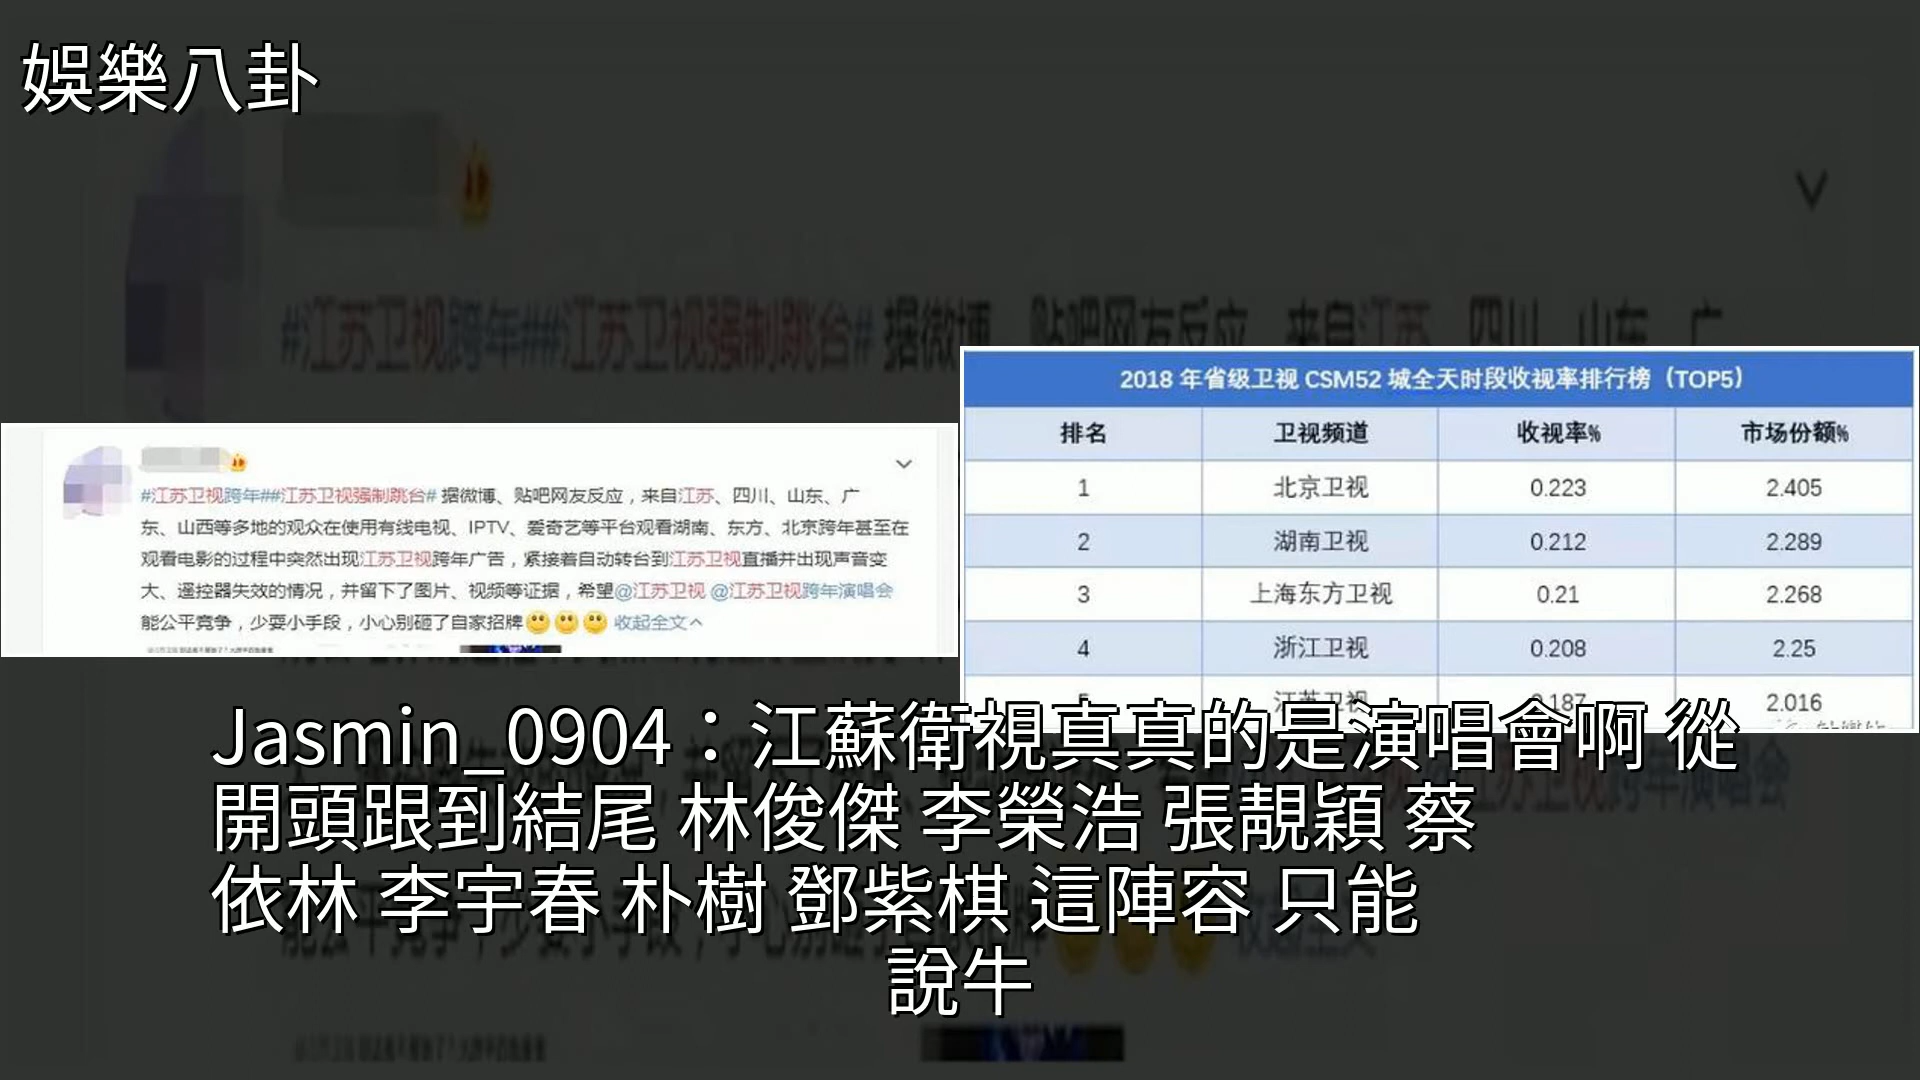 娛樂八卦
#江苏卫视跨年##江苏卫视强制跳台# 据微博、贴吧网友反应，来自江苏、四川、山东、广
东、山西等多地的观众在使用有线电视、IPTV、爱奇艺等平台观看湖南、东方、北京跨年甚至在
观看电影的过程中突然出现江苏卫视跨年广告，紧接着自动转台到江苏卫视直播并出现声音变
大、遥控器失效的情况，并留下了图片、视频等证据，希望@江苏卫视 @江苏卫视跨年演唱会
能公平竞争，少耍小手段，小心别砸了自家招牌 收起全文
2018 年省级卫视 CSM52 城全天时段收视率排行榜（TOP5）
排名 卫视频道 收视率% 市场份额%
1 北京卫视 0.223 2.405
2 湖南卫视 0.212 2.289
3 上海东方卫视 0.21 2.268
4 浙江卫视 0.208 2.25
5 江苏卫视 0.187 2.016
Jasmin_0904：江蘇衛視真真的是演唱會啊 從
開頭跟到結尾 林俊傑 李榮浩 張靚穎 蔡
依林 李宇春 朴樹 鄧紫棋 這陣容 只能
說牛